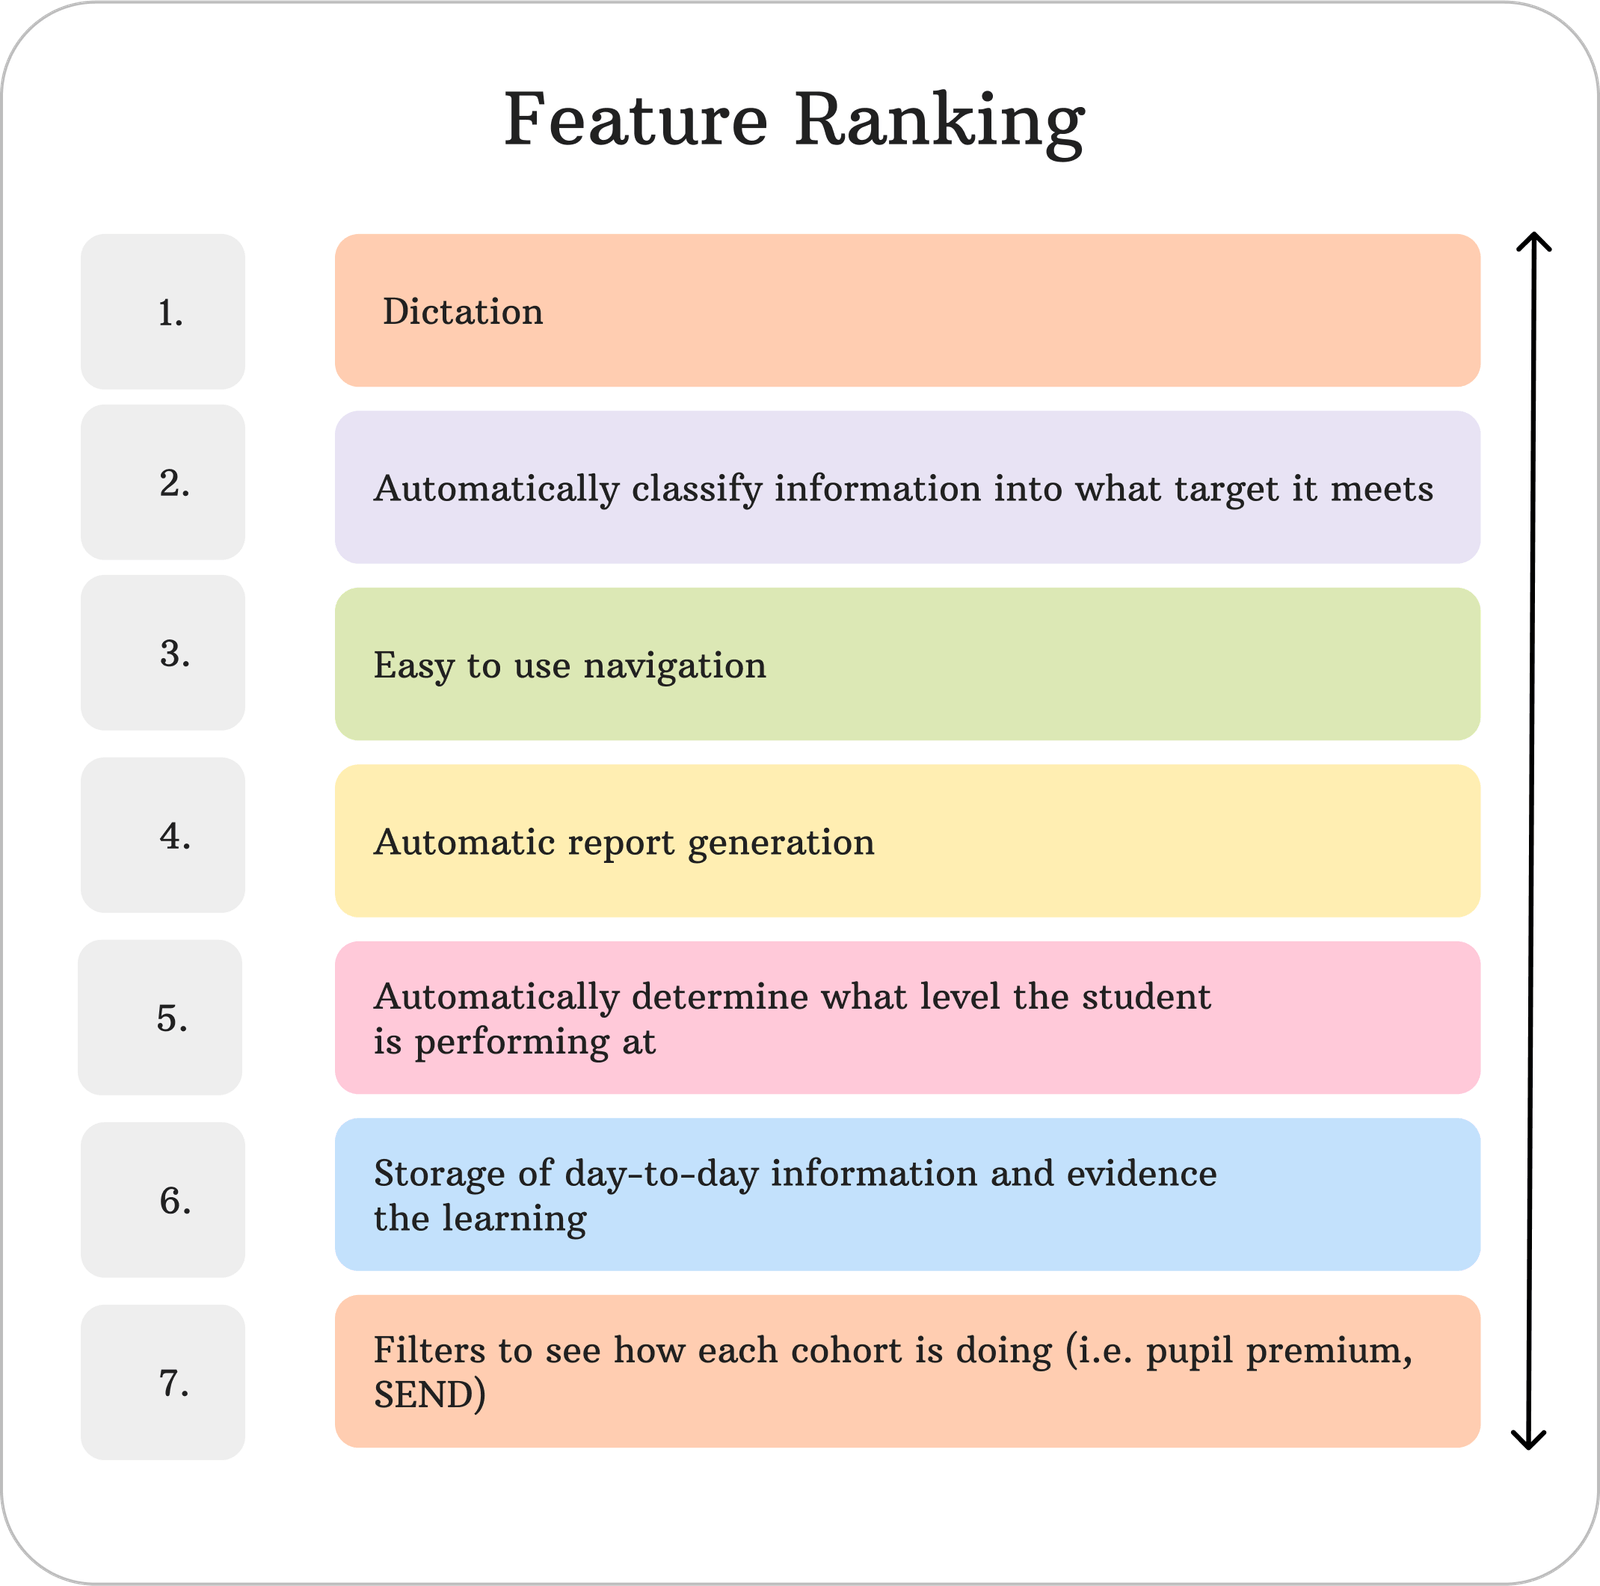 Feature Ranking
1.
Dictation
2.
Automatically classify information into what target it meets
3.
Easy to use navigation
4.
Automatic report generation
5.
Automatically determine what level the student
is performing at
6.
Storage of day-to-day information and evidence
the learning
7.
Filters to see how each cohort is doing (i.e. pupil premium,
SEND)